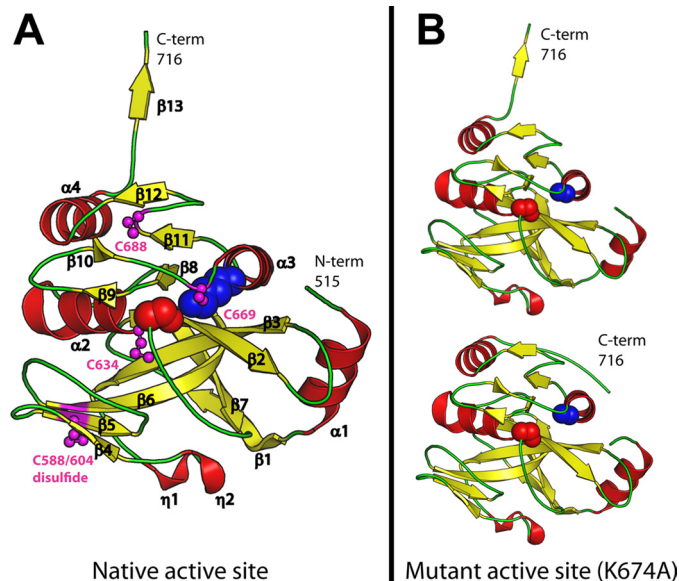 A
C-term
716
β13
α4
β12
C688
β11
β10
β8
α3
N-term
515
β9
C669
β3
α2
C634
β2
β6
β7
β5
α1
β4
β1
C588/604
disulfide
η1
η2
Native active site
B
C-term
716
C-term
716
Mutant active site (K674A)